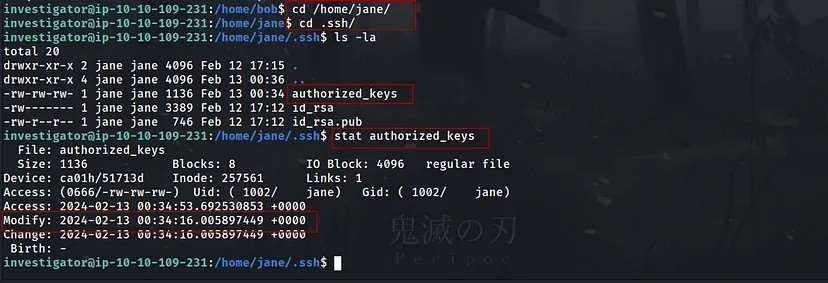 investigator@ip-10-10-109-231:/home/bob$ cd /home/jane/
investigator@ip-10-10-109-231:/home/jane$ cd .ssh/
investigator@ip-10-10-109-231:/home/jane/.ssh$ ls -la
total 20
drwxr-xr-x 2 jane jane 4096 Feb 12 17:15 .
drwxr-xr-x 4 jane jane 4096 Feb 13 00:36 ..
-rw-rw-rw- 1 jane jane 1136 Feb 13 00:34 authorized_keys
-rw------- 1 jane jane 3389 Feb 12 17:12 id_rsa
-rw-r--r-- 1 jane jane  746 Feb 12 17:12 id_rsa.pub
investigator@ip-10-10-109-231:/home/jane/.ssh$ stat authorized_keys
  File: authorized_keys
  Size: 1136            Blocks: 8          IO Block: 4096   regular file
Device: ca01h/51713d    Inode: 257561      Links: 1
Access: (0666/-rw-rw-rw-)  Uid: ( 1002/    jane)   Gid: ( 1002/    jane)
Access: 2024-02-13 00:34:53.692530853 +0000
Modify: 2024-02-13 00:34:16.005897449 +0000
Change: 2024-02-13 00:34:16.005897449 +0000
 Birth: -
investigator@ip-10-10-109-231:/home/jane/.ssh$
鬼滅の刃